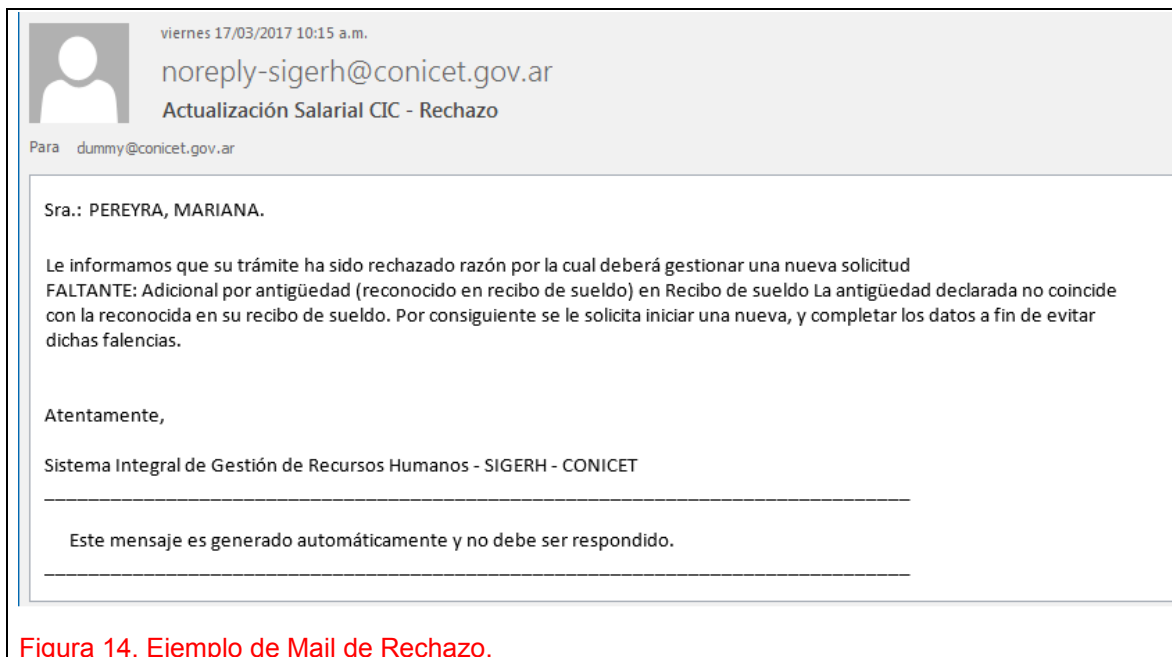 viernes 17/03/2017 10:15 a.m.
noreply-sigerh@conicet.gov.ar
Actualización Salarial CIC - Rechazo
Para dummy@conicet.gov.ar
Sra.: PEREYRA, MARIANA.
Le informamos que su trámite ha sido rechazado razón por la cual deberá gestionar una nueva solicitud
FALTANTE: Adicional por antigüedad (reconocido en recibo de sueldo) en Recibo de sueldo La antigüedad declarada no coincide
con la reconocida en su recibo de sueldo. Por consiguiente se le solicita iniciar una nueva, y completar los datos a fin de evitar
dichas falencias.
Atentamente,
Sistema Integral de Gestión de Recursos Humanos - SIGERH - CONICET
Este mensaje es generado automáticamente y no debe ser respondido.
Figura 14. Ejemplo de Mail de Rechazo.